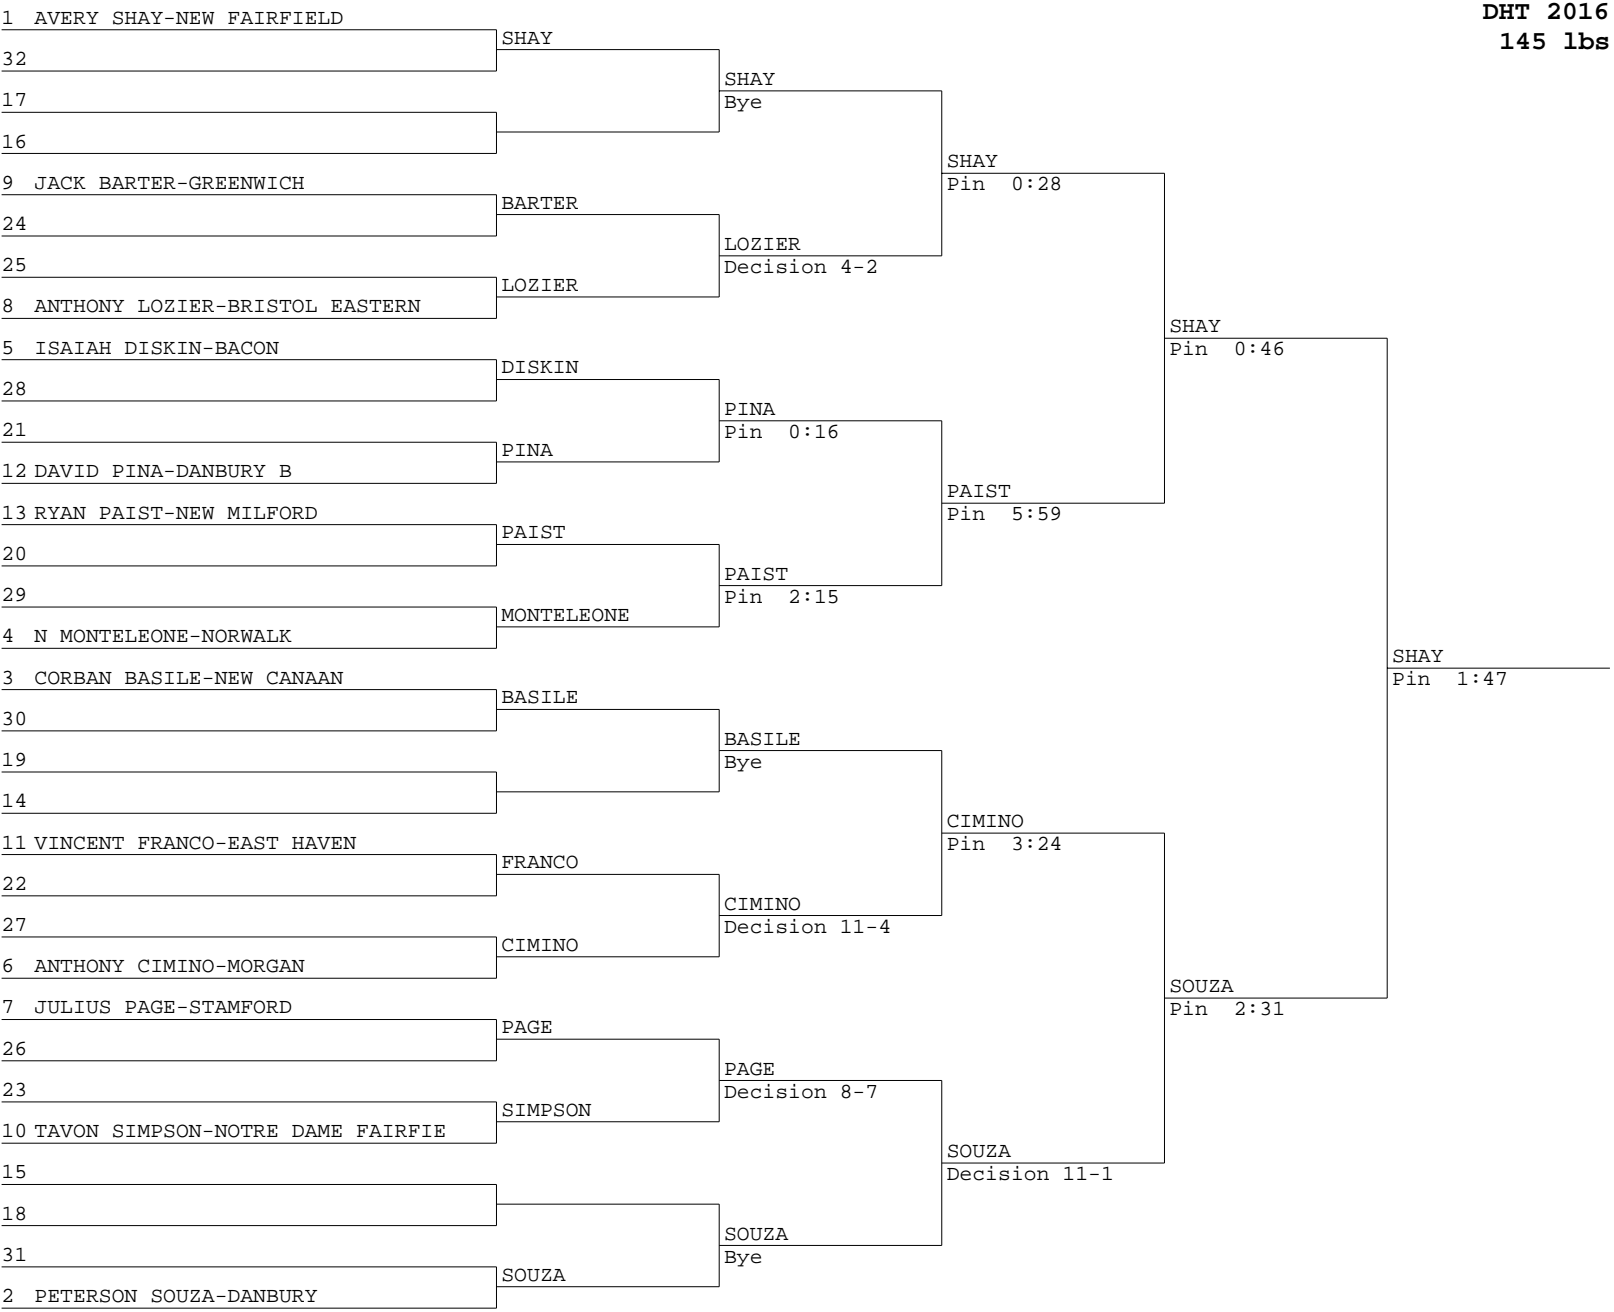 DHT 2016
145 lbs
1 AVERY SHAY-NEW FAIRFIELD
SHAY
32
SHAY
Bye
17
16
SHAY
Pin 0:28
9 JACK BARTER-GREENWICH
BARTER
24
LOZIER
Decision 4-2
25
LOZIER
8 ANTHONY LOZIER-BRISTOL EASTERN
SHAY
Pin 0:46
5 ISAIAH DISKIN-BACON
DISKIN
28
PINA
Pin 0:16
21
PINA
12 DAVID PINA-DANBURY B
PAIST
Pin 5:59
13 RYAN PAIST-NEW MILFORD
PAIST
20
PAIST
Pin 2:15
29
MONTELEONE
4 N MONTELEONE-NORWALK
SHAY
Pin 1:47
3 CORBAN BASILE-NEW CANAAN
BASILE
30
BASILE
Bye
19
14
CIMINO
Pin 3:24
11 VINCENT FRANCO-EAST HAVEN
FRANCO
22
CIMINO
Decision 11-4
27
CIMINO
6 ANTHONY CIMINO-MORGAN
SOUZA
Pin 2:31
7 JULIUS PAGE-STAMFORD
PAGE
26
PAGE
Decision 8-7
23
SIMPSON
10 TAVON SIMPSON-NOTRE DAME FAIRFIE
SOUZA
Decision 11-1
15
18
SOUZA
Bye
31
SOUZA
2 PETERSON SOUZA-DANBURY